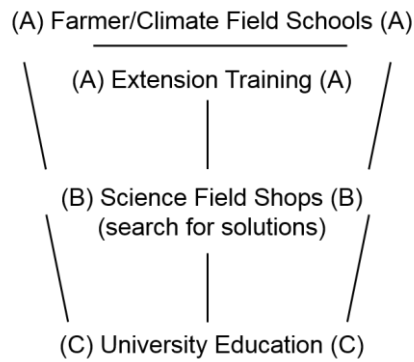 (A) Farmer/Climate Field Schools (A)
(A) Extension Training (A)
(B) Science Field Shops (B)
(search for solutions)
(C) University Education (C)